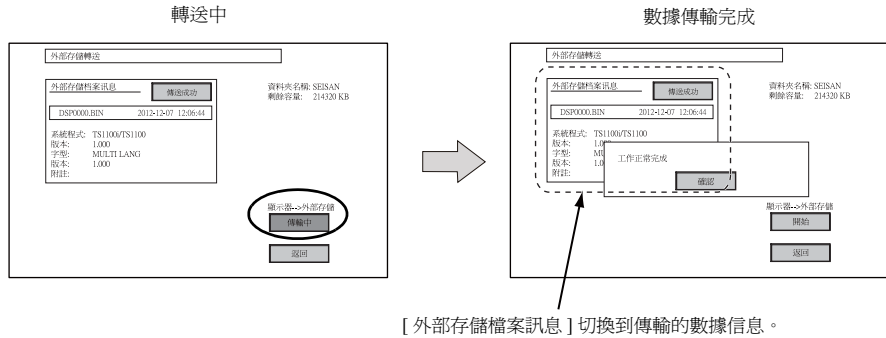 轉送中
外部存儲轉送
外部存儲档案讯息
傳送成功
DSP0000.BIN 2012-12-07 12:06:44
系統程式: TS1100i/TS1100
版本: 1.000
字型: MULTI LANG
版本: 1.000
附註:
資料夾名稱: SEISAN
剩餘容量: 214320 KB
顯示器-->外部存儲
傳輸中
返回
數據傳輸完成
外部存儲轉送
外部存儲档案讯息
傳送成功
DSP0000.BIN 2012-12-07 12:06:44
系統程式: TS1100i/TS1100
版本:
字型:
版本:
附註:
工作正常完成
確認
資料夾名稱: SEISAN
剩餘容量: 214320 KB
顯示器-->外部存儲
開始
返回
[ 外部存儲檔案訊息 ] 切換到傳輸的數據信息。